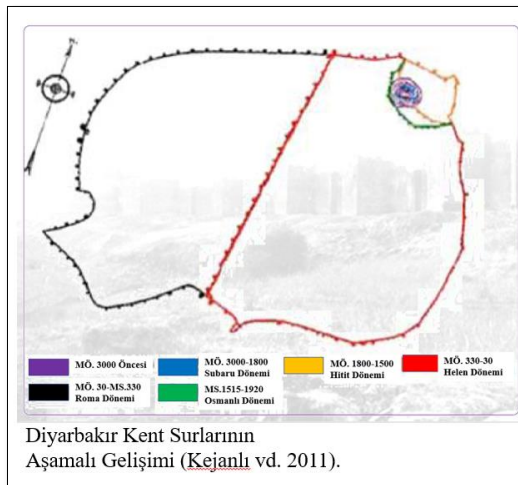 MÖ. 3000 Öncesi
MÖ. 3000-1800
Subaru Dönemi
MÖ. 1800-1500
Hitit Dönemi
MÖ. 330-30
Helen Dönemi
MÖ. 30-MS.330
Roma Dönemi
MS.1515-1920
Osmanlı Dönemi
Diyarbakır Kent Surlarının
Aşamalı Gelişimi (Kejanlı vd. 2011).